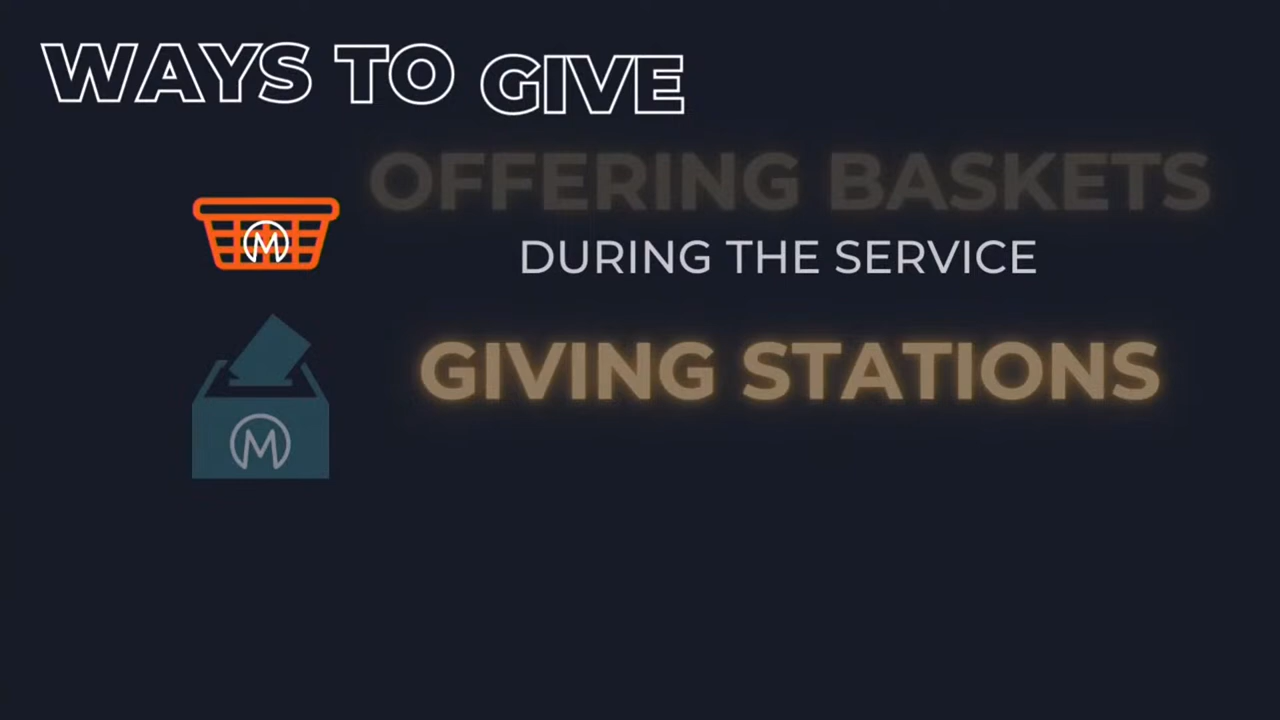 WAYS TO GIVE
OFFERING BASKETS
M
DURING THE SERVICE
GIVING STATIONS
M